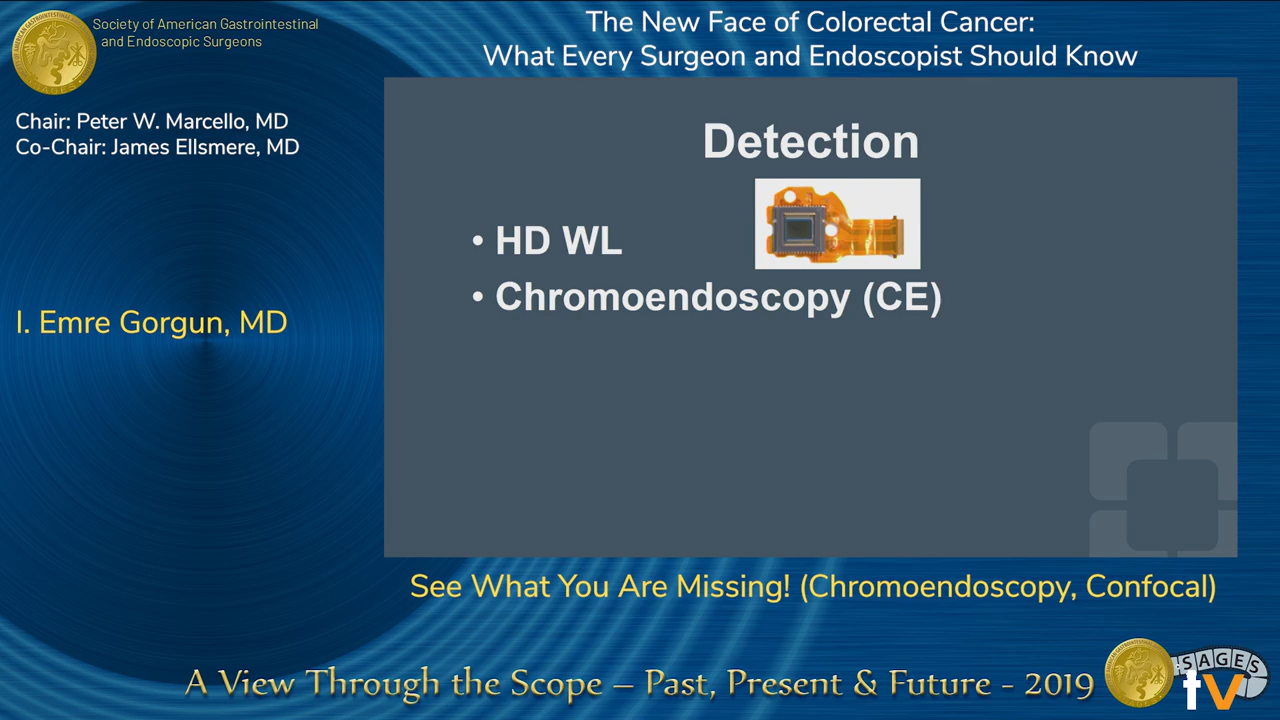 Society of American Gastrointestinal
and Endoscopic Surgeons
The New Face of Colorectal Cancer:
What Every Surgeon and Endoscopist Should Know
Chair: Peter W. Marcello, MD
Co-Chair: James Ellsmere, MD
I. Emre Gorgun, MD
Detection
• HD WL
• Chromoendoscopy (CE)
See What You Are Missing! (Chromoendoscopy, Confocal)
A View Through the Scope – Past, Present & Future - 2019
SAGES
tv